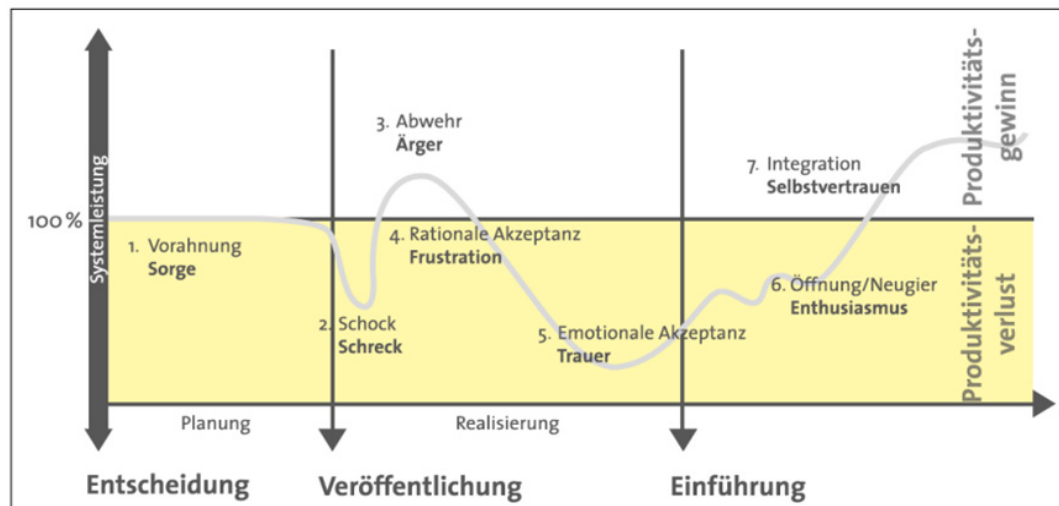 Systemleistung
100 %
1. Vorahnung
Sorge
2. Schock
Schreck
3. Abwehr
Ärger
4. Rationale Akzeptanz
Frustration
5. Emotionale Akzeptanz
Trauer
6. Öffnung/Neugier
Enthusiasmus
7. Integration
Selbstvertrauen
Produktivitäts-
gewinn
Produktivitäts-
verlust
Planung
Realisierung
Entscheidung
Veröffentlichung
Einführung